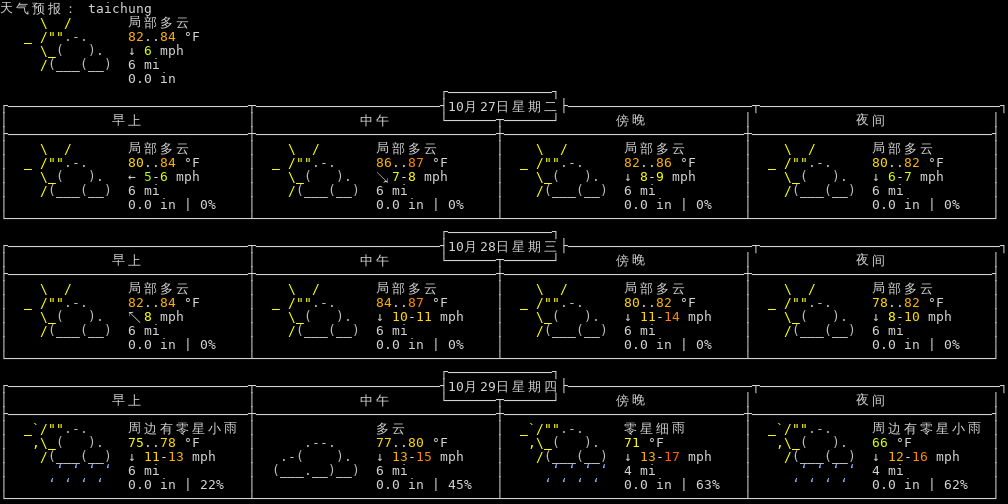 天气预报： taichung
局部多云
82..84 °F
↓ 6 mph
6 mi
0.0 in
10月27日星期二
早上 中午 傍晚 夜间
局部多云 局部多云 局部多云 局部多云
80..84 °F 86..87 °F 82..86 °F 80..82 °F
← 5-6 mph ↘ 7-8 mph ↓ 8-9 mph ↓ 6-7 mph
6 mi 6 mi 6 mi 6 mi
0.0 in | 0% 0.0 in | 0% 0.0 in | 0% 0.0 in | 0%
10月28日星期三
早上 中午 傍晚 夜间
局部多云 局部多云 局部多云 局部多云
82..84 °F 84..87 °F 80..82 °F 78..82 °F
↖ 8 mph ↓ 10-11 mph ↓ 11-14 mph ↓ 8-10 mph
6 mi 6 mi 6 mi 6 mi
0.0 in | 0% 0.0 in | 0% 0.0 in | 0% 0.0 in | 0%
10月29日星期四
早上 中午 傍晚 夜间
周边有零星小雨 多云 零星细雨 周边有零星小雨
75..78 °F 77..80 °F 71 °F 66 °F
↓ 11-13 mph ↓ 13-15 mph ↓ 13-17 mph ↓ 12-16 mph
6 mi 6 mi 4 mi 4 mi
0.0 in | 22% 0.0 in | 45% 0.0 in | 63% 0.0 in | 62%